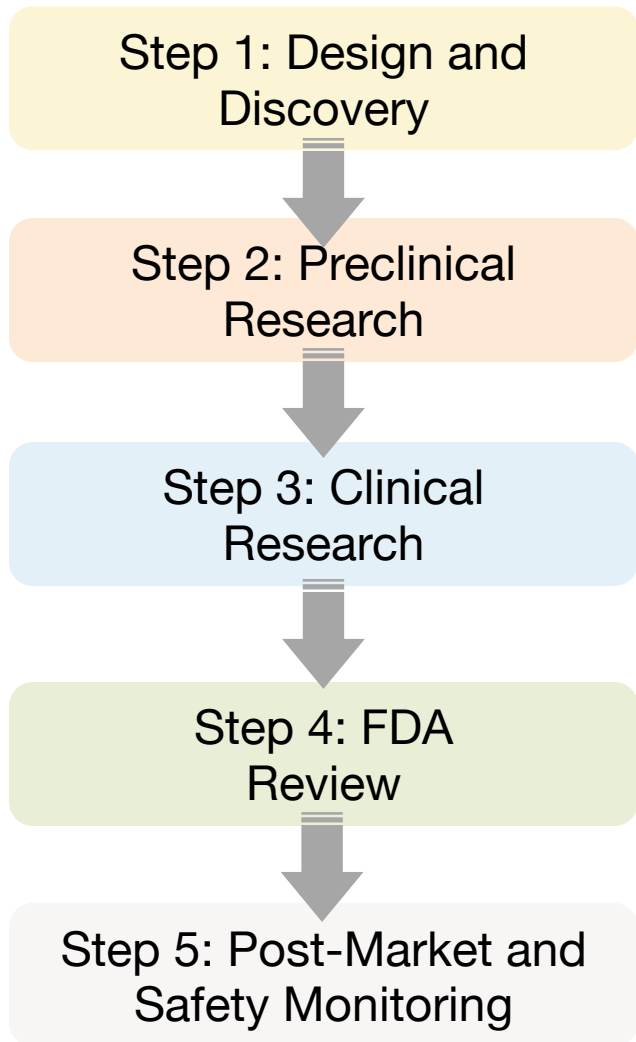 Step 1: Design and
Discovery
Step 2: Preclinical
Research
Step 3: Clinical
Research
Step 4: FDA
Review
Step 5: Post-Market and
Safety Monitoring